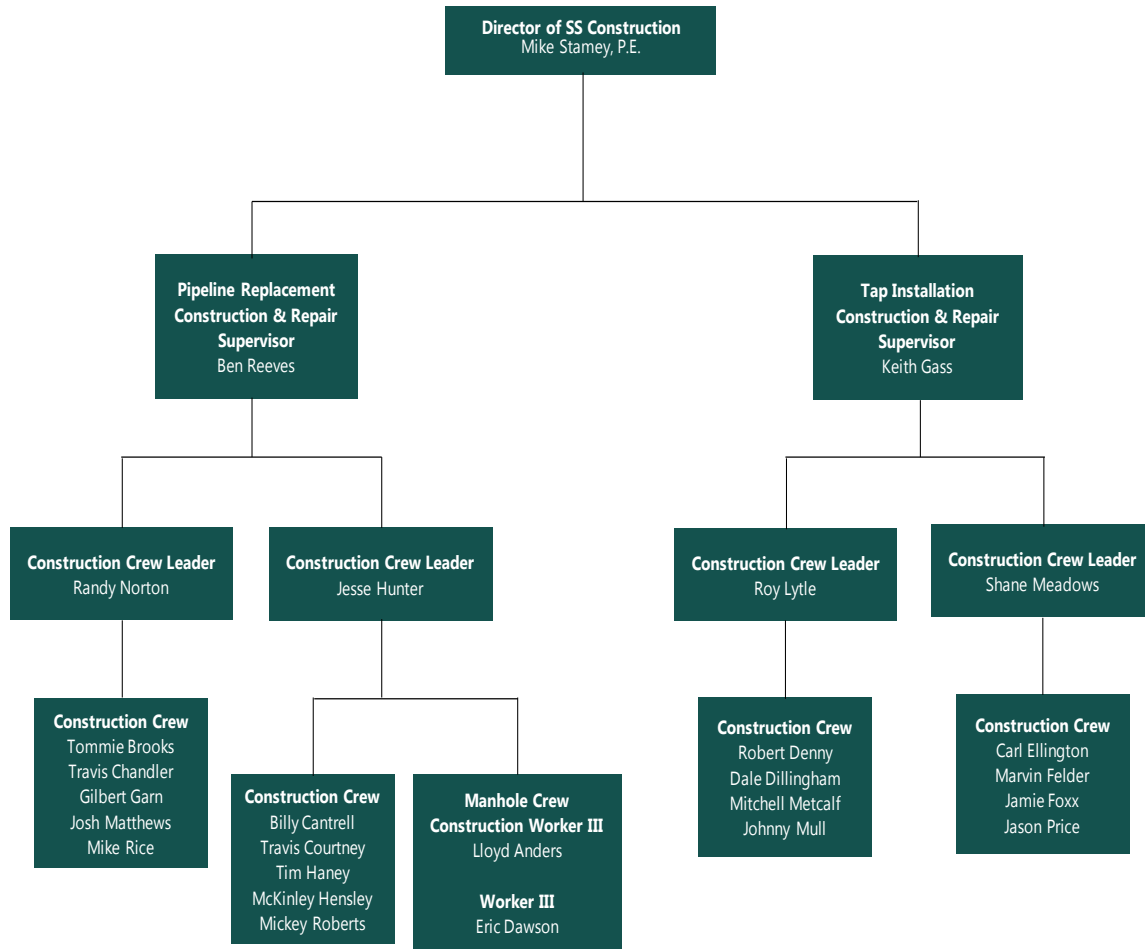 Director of SS Construction
Mike Stamey, P.E.
Pipeline Replacement
Construction & Repair
Supervisor
Ben Reeves
Tap Installation
Construction & Repair
Supervisor
Keith Gass
Construction Crew Leader
Randy Norton
Construction Crew Leader
Jesse Hunter
Construction Crew Leader
Roy Lytle
Construction Crew Leader
Shane Meadows
Construction Crew
Tommie Brooks
Travis Chandler
Gilbert Garn
Josh Matthews
Mike Rice
Construction Crew
Billy Cantrell
Travis Courtney
Tim Haney
McKinley Hensley
Mickey Roberts
Manhole Crew
Construction Worker III
Lloyd Anders
Worker III
Eric Dawson
Construction Crew
Robert Denny
Dale Dillingham
Mitchell Metcalf
Johnny Mull
Construction Crew
Carl Ellington
Marvin Felder
Jamie Foxx
Jason Price